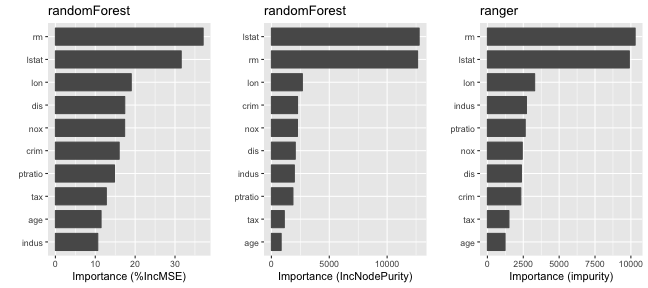 randomForest
rm
lstat
lon
dis
nox
crim
ptratio
tax
age
indus
0 10 20 30
Importance (%IncMSE)
randomForest
lstat
rm
lon
crim
nox
dis
indus
ptratio
tax
age
0 5000 10000
Importance (IncNodePurity)
ranger
rm
lstat
lon
indus
ptratio
nox
dis
crim
tax
age
0 2500 5000 7500 10000
Importance (impurity)